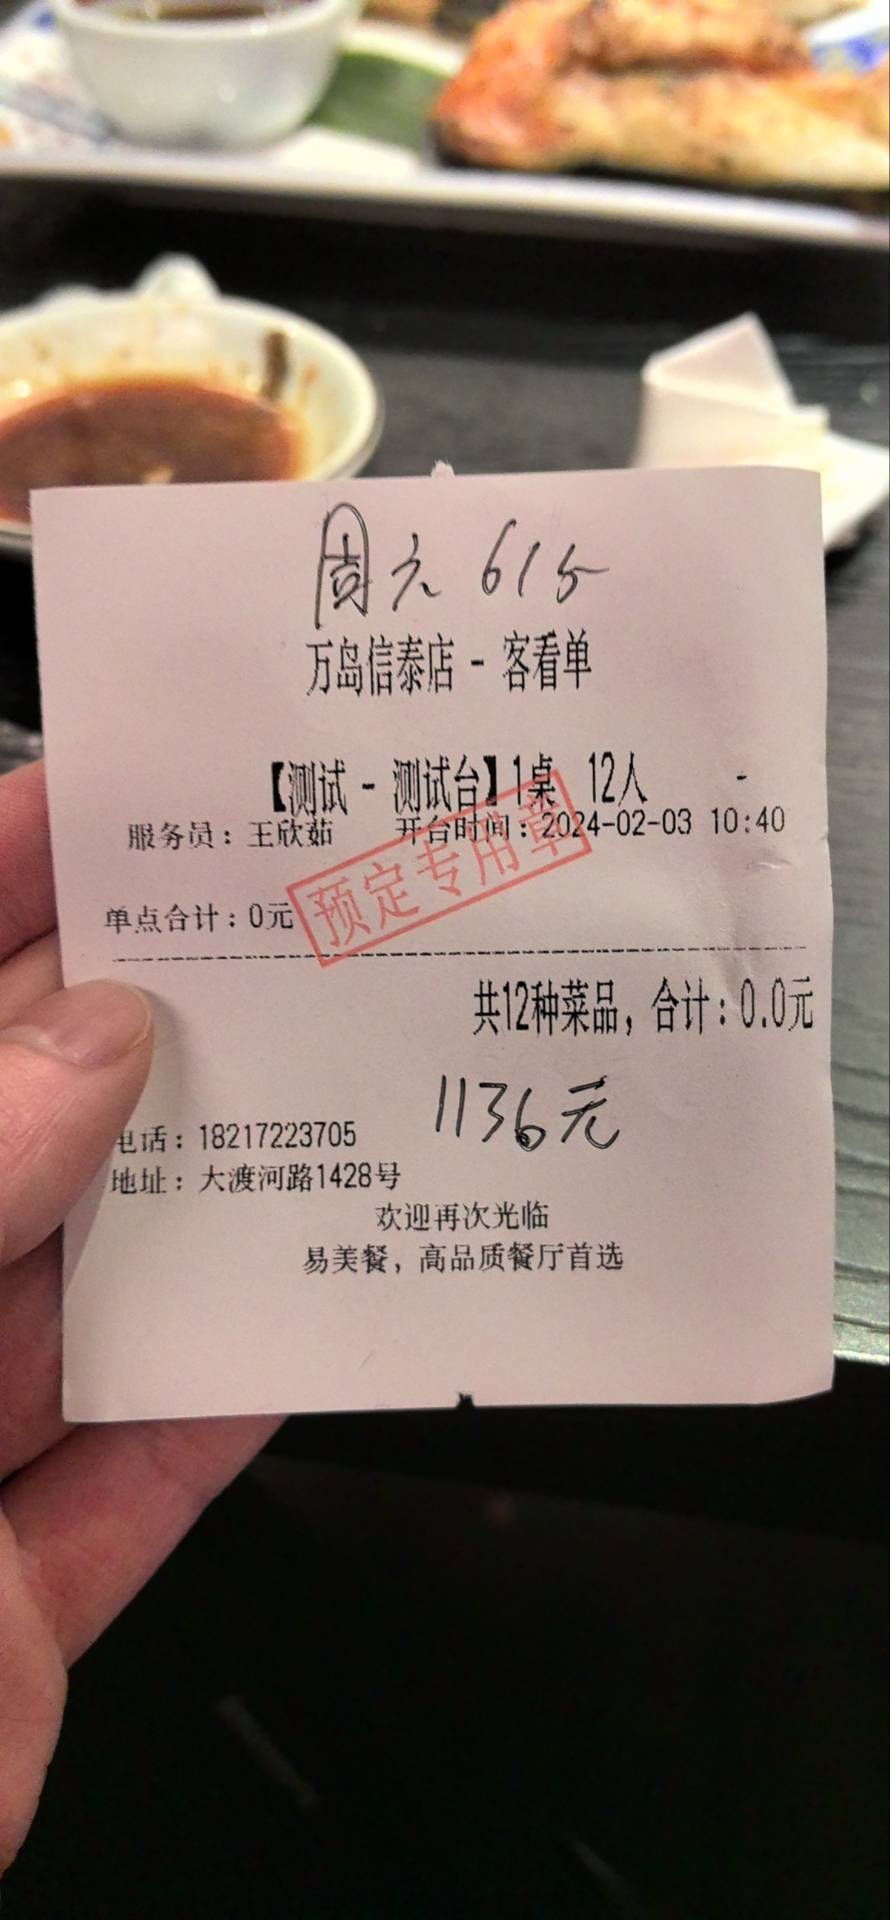 万岛信泰店 - 客看单
【测试 - 测试台】1桌 12人 -
服务员：王欣茹 开台时间：2024-02-03 10:40
预定专用章
单点合计：0元
共12种菜品，合计：0.0元
1136元
电话：18217223705
地址：大渡河路1428号
欢迎再次光临
易美餐，高品质餐厅首选